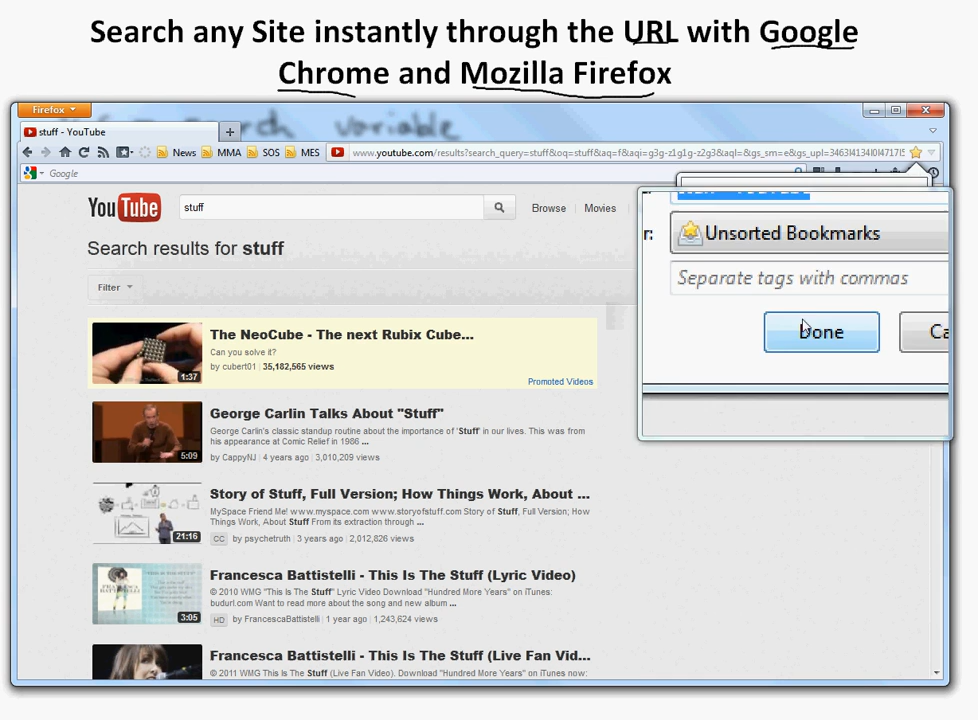 Search any Site instantly through the URL with Google
Chrome and Mozilla Firefox
search variable
Firefox
stuff - YouTube
News MMA SOS MES www.youtube.com/results?search_query=stuff&oq=stuff&aq=f&aqi=g3g-z1g1g-z2g3&aql=&gs_sm=e&gs_upl=3463l4134l0l4717l5
Google
YouTube stuff Browse Movies
Search results for stuff
Filter
The NeoCube - The next Rubix Cube...
Can you solve it?
by cubert01 | 35,182,565 views
1:37
Promoted Videos
George Carlin Talks About "Stuff"
George Carlin's classic standup routine about the importance of 'Stuff' in our lives. This was from
his appearance at Comic Relief in 1986 ...
by CappyNJ | 4 years ago | 3,010,209 views
5:09
Story of Stuff, Full Version; How Things Work, About ...
MySpace Friend Me! www.myspace.com www.storyofstuff.com Story of Stuff, Full Version; How
Things Work, About Stuff From its extraction through ...
CC by psychetruth | 3 years ago | 2,012,826 views
21:16
Francesca Battistelli - This Is The Stuff (Lyric Video)
© 2010 WMG "This Is The Stuff" Lyric Video Download "Hundred More Years" on iTunes:
budurl.com Want to read more about the song and new album ...
HD by FrancescaBattistelli | 1 year ago | 1,243,624 views
3:05
Francesca Battistelli - This Is The Stuff (Live Fan Vid...
© 2011 WMG This Is The Stuff (Live Fan Video). Download "Hundred More Years" on iTunes now:
r: Unsorted Bookmarks
Separate tags with commas
Done Ca